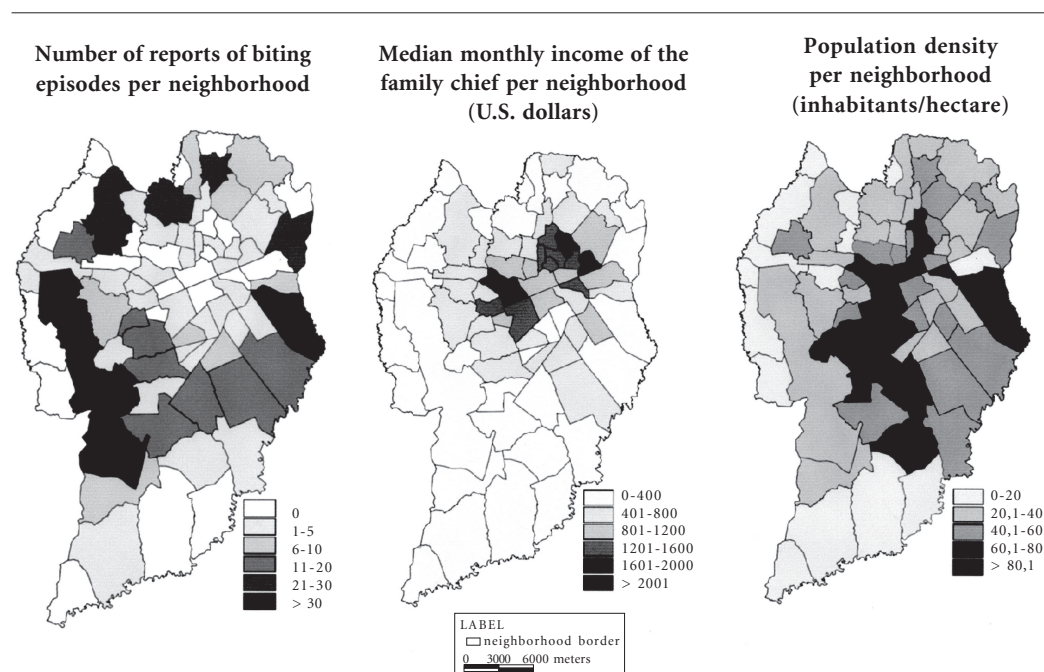 Number of reports of biting
episodes per neighborhood
Median monthly income of the
family chief per neighborhood
(U.S. dollars)
Population density
per neighborhood
(inhabitants/hectare)
0
1-5
6-10
11-20
21-30
> 30
0-400
401-800
801-1200
1201-1600
1601-2000
> 2001
0-20
20,1-40
40,1-60
60,1-80
> 80,1
LABEL
neighborhood border
0 3000 6000 meters